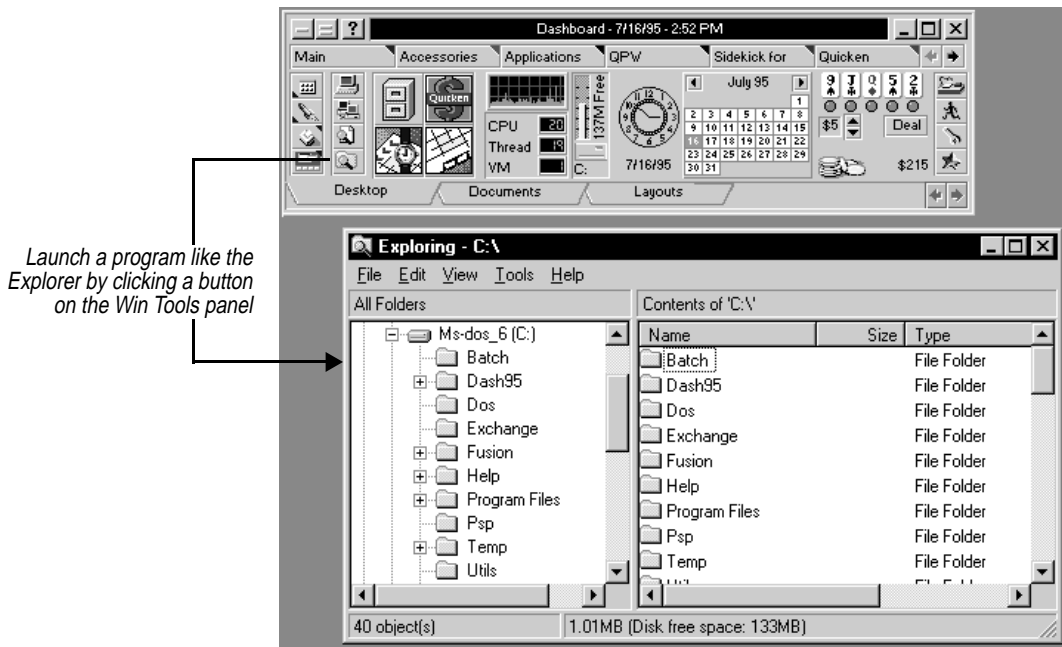 ? Dashboard - 7/16/95 - 2:52 PM
Main Accessories Applications QPW Sidekick for Quicken
Quicken
CPU 20
Thread 19
VM
137M Free
C:
7/16/95
July 95
1
2 3 4 5 6 7 8
9 10 11 12 13 14 15
16 17 18 19 20 21 22
23 24 25 26 27 28 29
30 31
9 J Q 5 2
$5 Deal
$215
Desktop Documents Layouts
Launch a program like the
Explorer by clicking a button
on the Win Tools panel
Exploring - C:\
File Edit View Tools Help
All Folders Contents of 'C:\'
Ms-dos_6 (C:)
Batch
Dash95
Dos
Exchange
Fusion
Help
Program Files
Psp
Temp
Utils
Name Size Type
Batch File Folder
Dash95 File Folder
Dos File Folder
Exchange File Folder
Fusion File Folder
Help File Folder
Program Files File Folder
Psp File Folder
Temp File Folder
40 object(s) 1.01MB (Disk free space: 133MB)